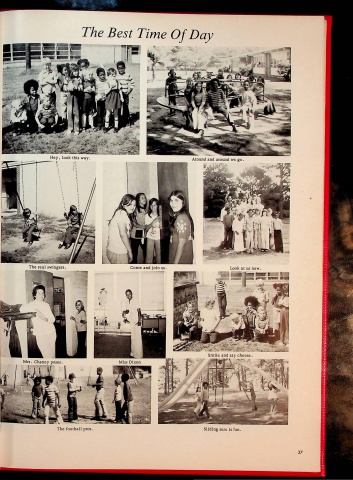 The Best Time Of Day
Hey, look this way.
Around and around we go.
The real swingers.
Come and join us.
Look at us now.
Mrs. Chaney poses.
Miss Dixon
Smile and say cheese.
The football pros.
Sliding sure is fun.
27